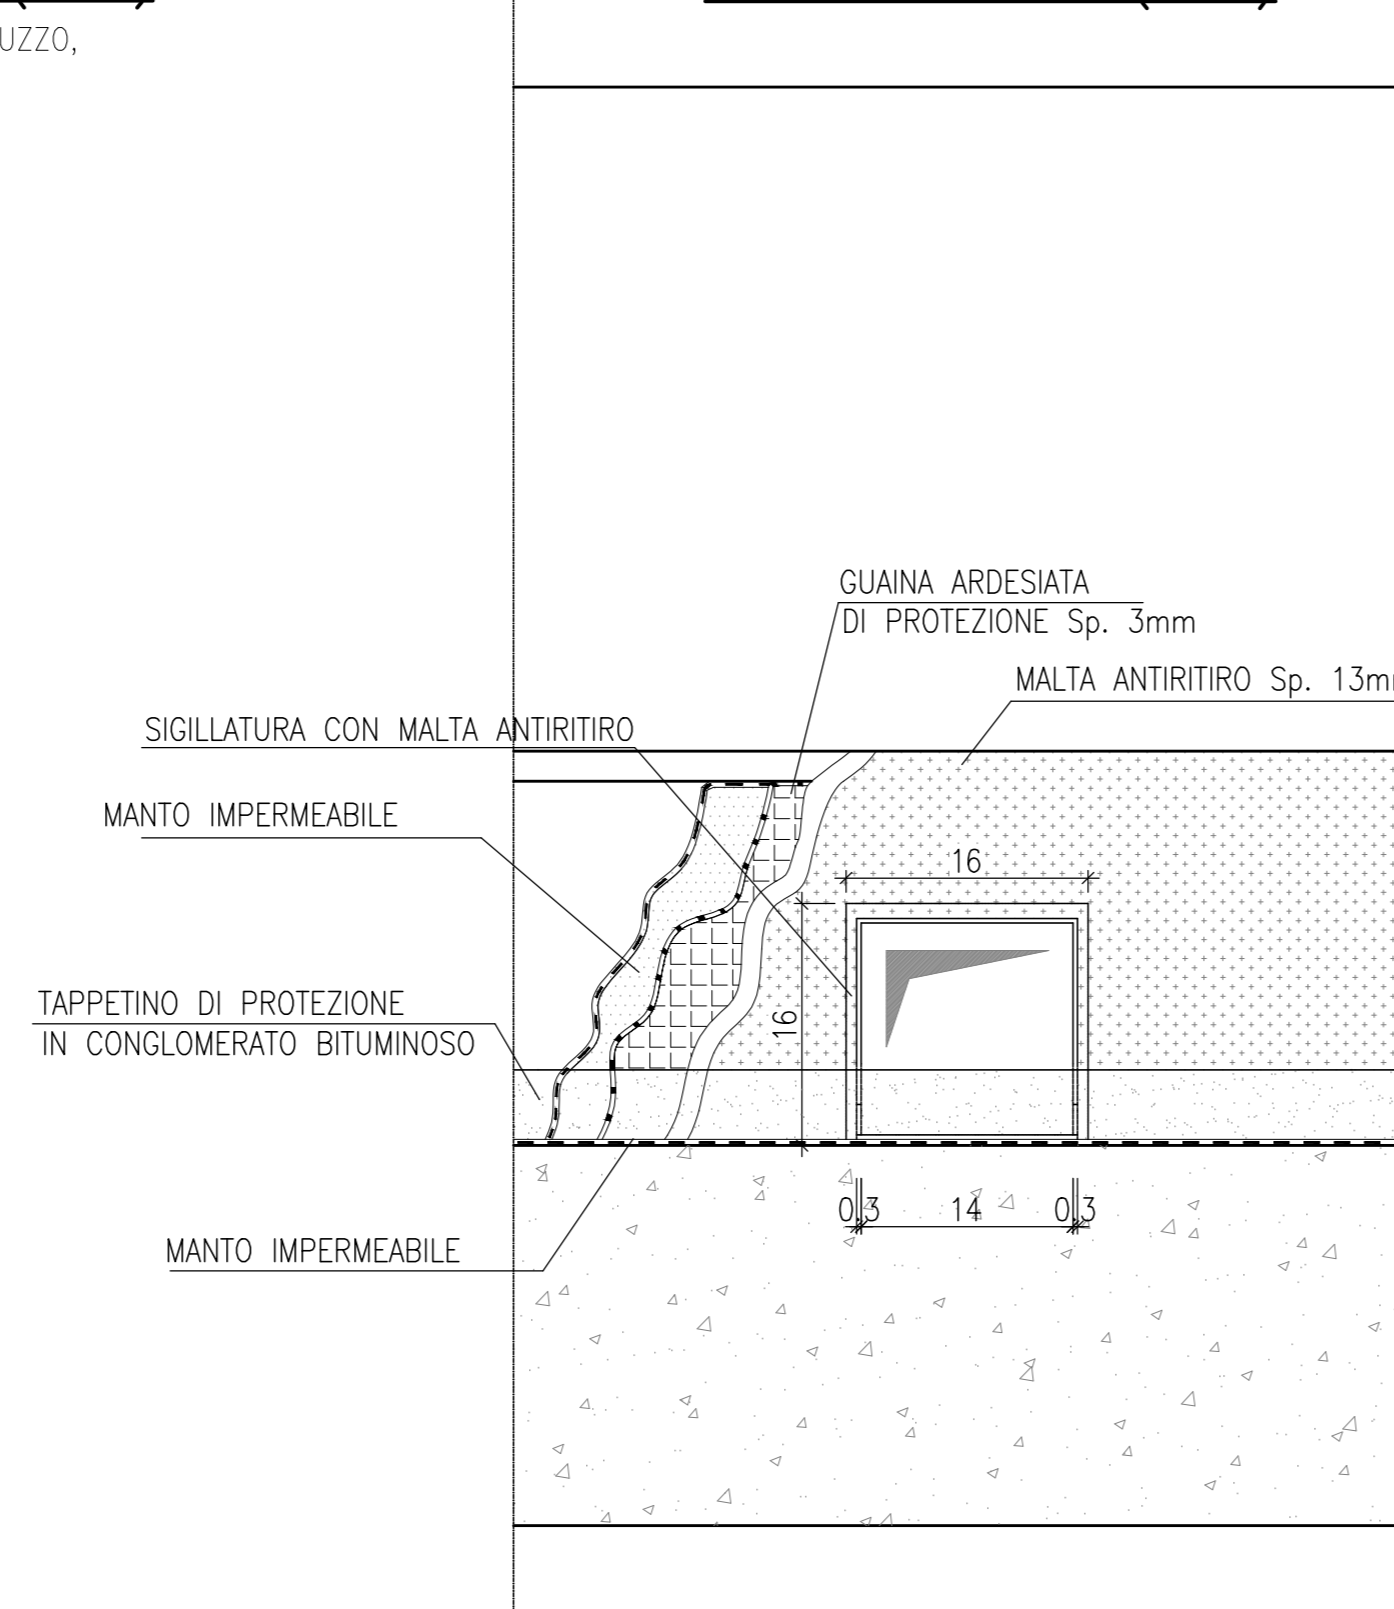 UZZO,
GUAINA ARDESIATA
DI PROTEZIONE Sp. 3mm
MALTA ANTIRITIRO Sp. 13m
SIGILLATURA CON MALTA ANTIRITIRO
MANTO IMPERMEABILE
16
TAPPETINO DI PROTEZIONE
IN CONGLOMERATO BITUMINOSO
16
0.3 14 0.3
MANTO IMPERMEABILE